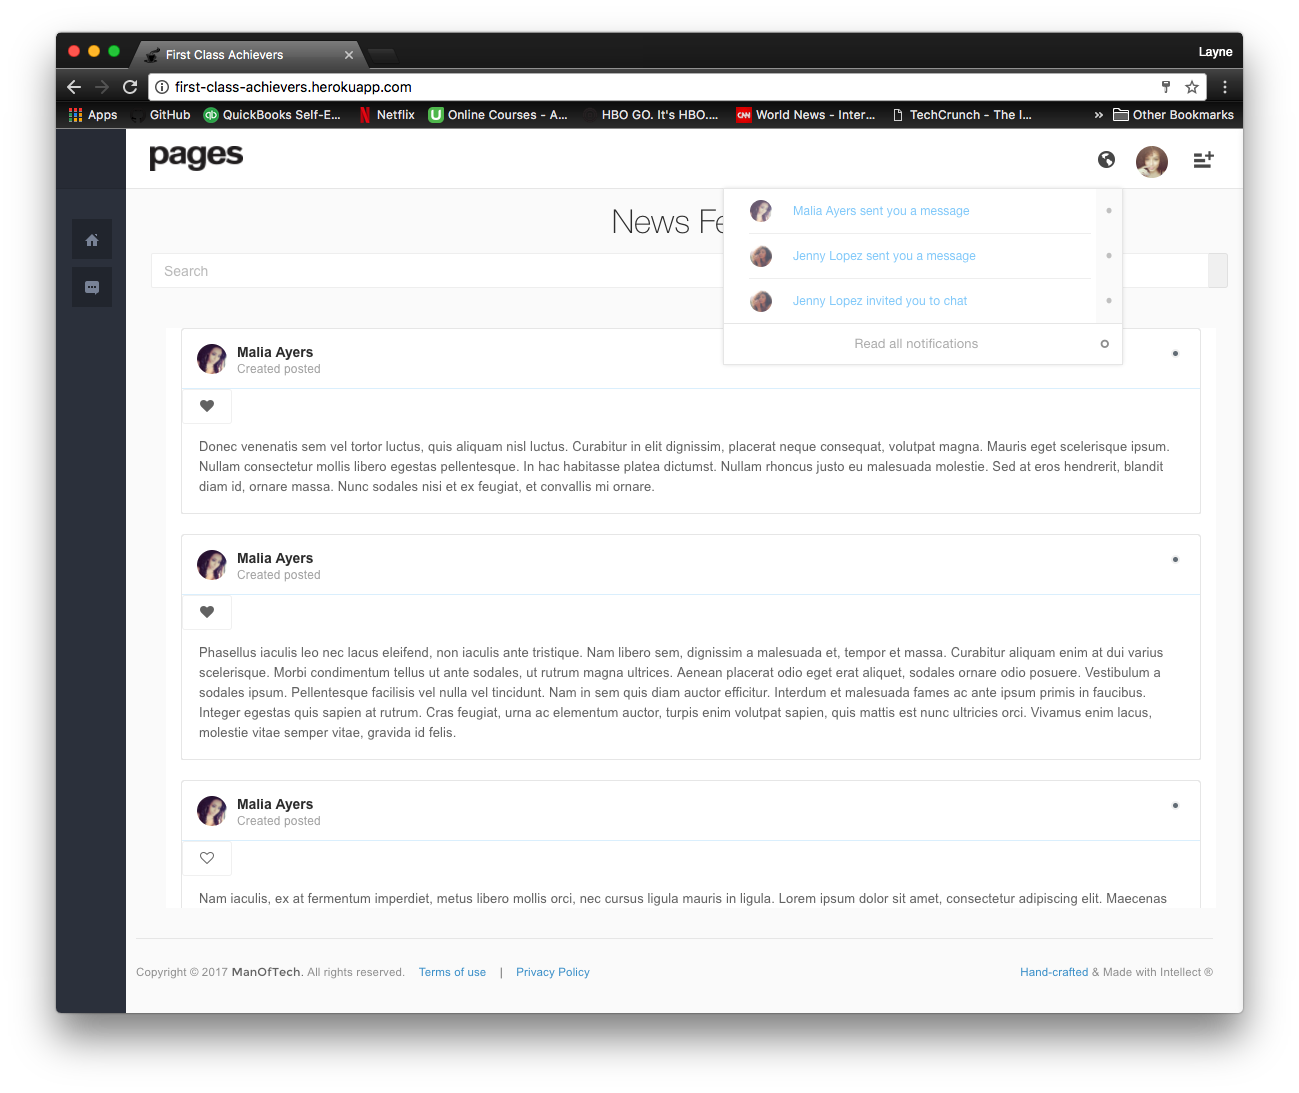 First Class Achievers
Layne
first-class-achievers.herokuapp.com
Apps GitHub QuickBooks Self-E... Netflix Online Courses - A... HBO GO. It's HBO.... World News - Inter... TechCrunch - The I... » Other Bookmarks
pages
Malia Ayers sent you a message
News Fe
Jenny Lopez sent you a message
Search
Jenny Lopez invited you to chat
Read all notifications
Malia Ayers
Created posted
Donec venenatis sem vel tortor luctus, quis aliquam nisl luctus. Curabitur in elit dignissim, placerat neque consequat, volutpat magna. Mauris eget scelerisque ipsum.
Nullam consectetur mollis libero egestas pellentesque. In hac habitasse platea dictumst. Nullam rhoncus justo eu malesuada molestie. Sed at eros hendrerit, blandit
diam id, ornare massa. Nunc sodales nisi et ex feugiat, et convallis mi ornare.
Malia Ayers
Created posted
Phasellus iaculis leo nec lacus eleifend, non iaculis ante tristique. Nam libero sem, dignissim a malesuada et, tempor et massa. Curabitur aliquam enim at dui varius
scelerisque. Morbi condimentum tellus ut ante sodales, ut rutrum magna ultrices. Aenean placerat odio eget erat aliquet, sodales ornare odio posuere. Vestibulum a
sodales ipsum. Pellentesque facilisis vel nulla vel tincidunt. Nam in sem quis diam auctor efficitur. Interdum et malesuada fames ac ante ipsum primis in faucibus.
Integer egestas quis sapien at rutrum. Cras feugiat, urna ac elementum auctor, turpis enim volutpat sapien, quis mattis est nunc ultricies orci. Vivamus enim lacus,
molestie vitae semper vitae, gravida id felis.
Malia Ayers
Created posted
Nam iaculis, ex at fermentum imperdiet, metus libero mollis orci, nec cursus ligula mauris in ligula. Lorem ipsum dolor sit amet, consectetur adipiscing elit. Maecenas
Copyright © 2017 ManOfTech. All rights reserved. Terms of use | Privacy Policy
Hand-crafted & Made with Intellect ®